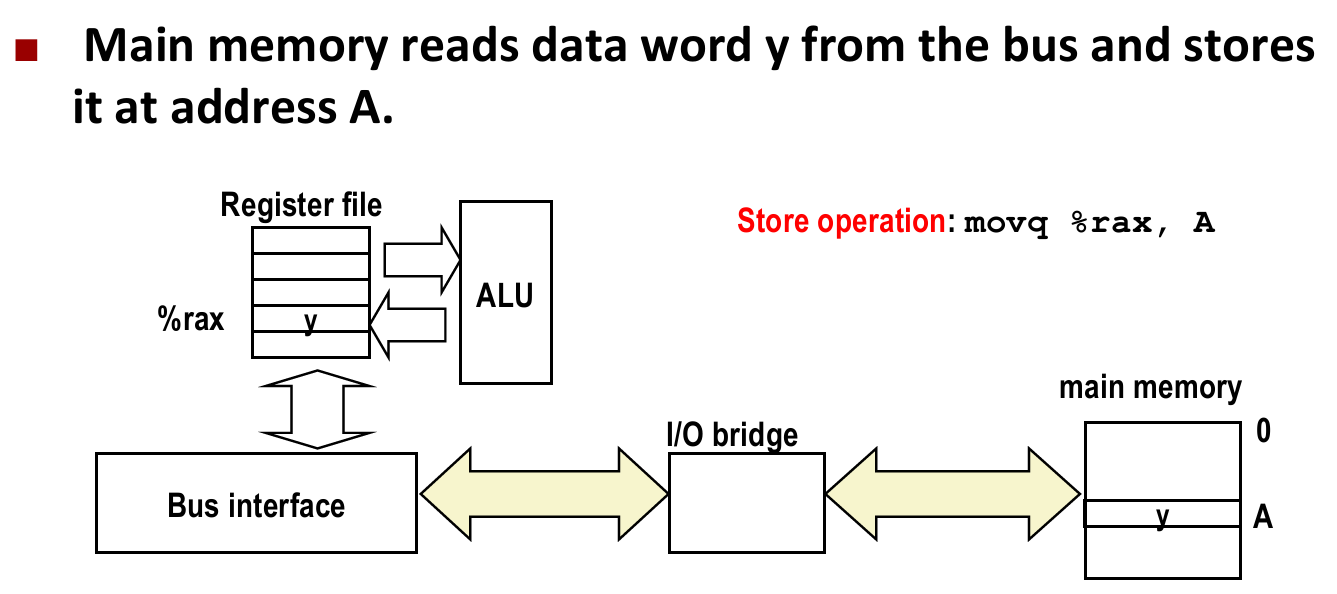 Main memory reads data word y from the bus and stores
it at address A.
Register file
Store operation: movq %rax, A
ALU
%rax
y
main memory
I/O bridge
0
Bus interface
y
A